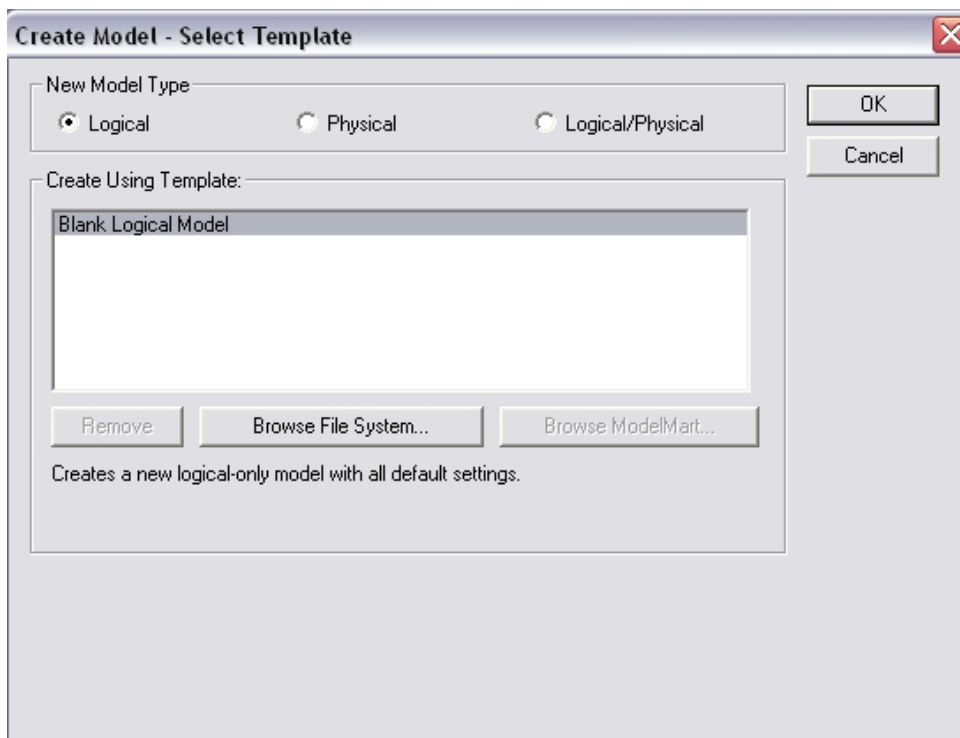 Create Model - Select Template
New Model Type
Logical
Physical
Logical/Physical
OK
Cancel
Create Using Template:
Blank Logical Model
Remove
Browse File System...
Browse ModelMart...
Creates a new logical-only model with all default settings.